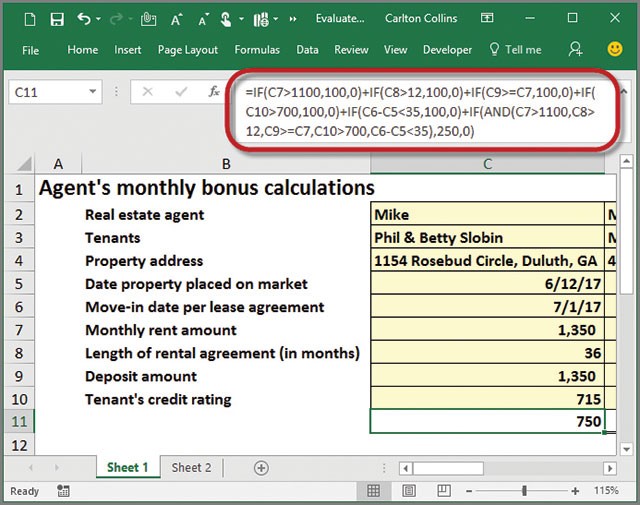 Evaluate... Carlton Collins
File Home Insert Page Layout Formulas Data Review View Developer Tell me
C11 fx =IF(C7>1100,100,0)+IF(C8>12,100,0)+IF(C9>=C7,100,0)+IF(
C10>700,100,0)+IF(C6-C5<35,100,0)+IF(AND(C7>1100,C8>
12,C9>=C7,C10>700,C6-C5<35),250,0)
A B C
1 Agent's monthly bonus calculations
2 Real estate agent Mike M
3 Tenants Phil & Betty Slobin M
4 Property address 1154 Rosebud Circle, Duluth, GA 4
5 Date property placed on market 6/12/17
6 Move-in date per lease agreement 7/1/17
7 Monthly rent amount 1,350
8 Length of rental agreement (in months) 36
9 Deposit amount 1,350
10 Tenant's credit rating 715
11 750
12
Sheet 1 Sheet 2
Ready 115%